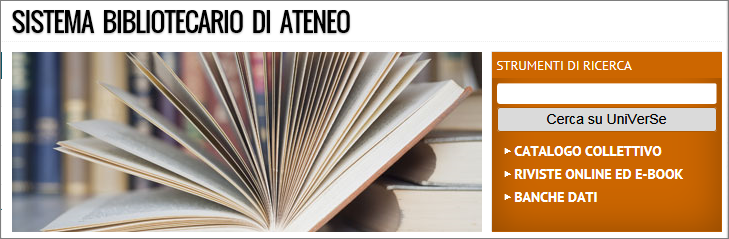 SISTEMA BIBLIOTECARIO DI ATENEO
STRUMENTI DI RICERCA
Cerca su UniVerSe
CATALOGO COLLETTIVO
RIVISTE ONLINE ED E-BOOK
BANCHE DATI